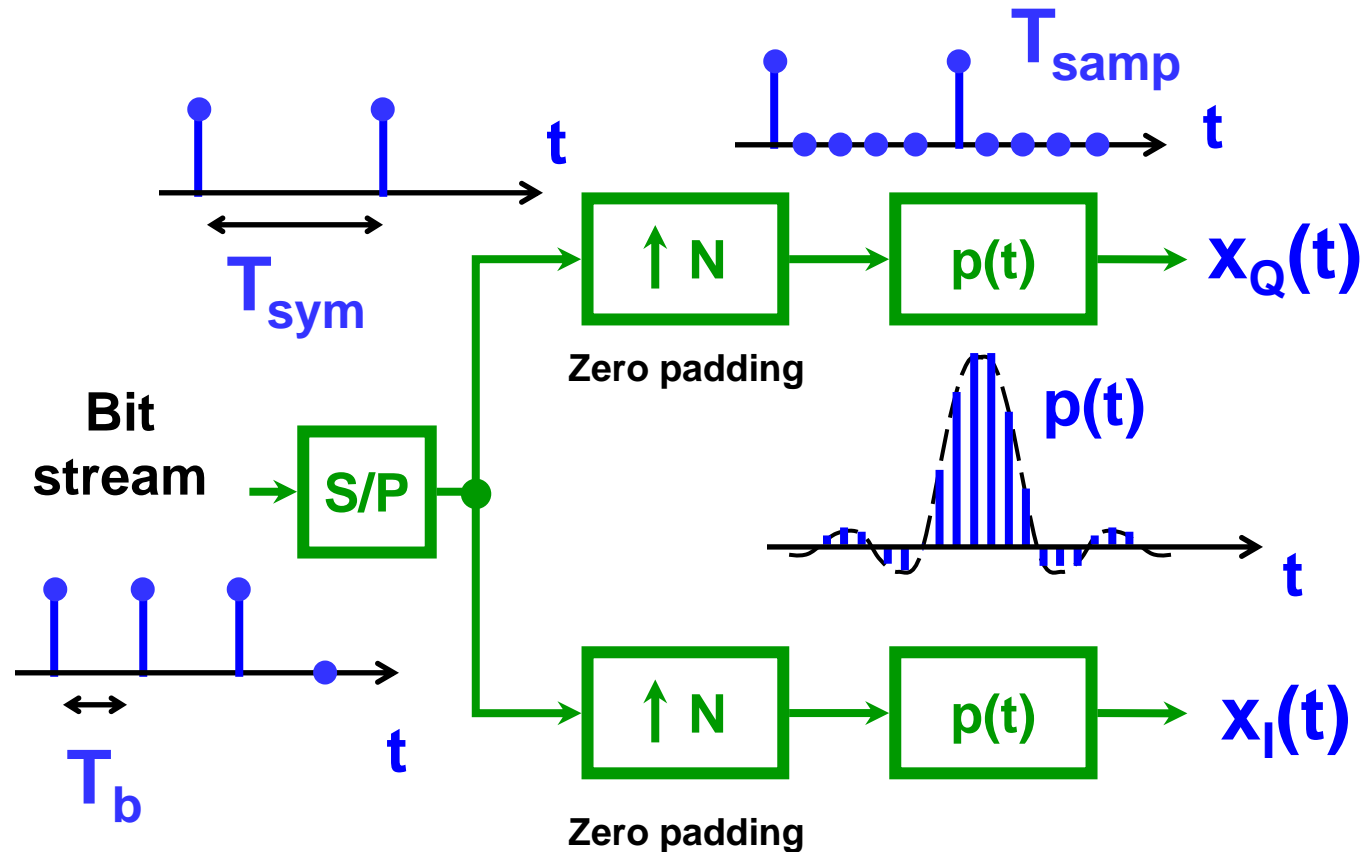 T_samp
t
t
T_sym
↑ N
p(t)
x_Q(t)
Zero padding
p(t)
Bit
stream
S/P
t
t
T_b
↑ N
p(t)
x_I(t)
Zero padding